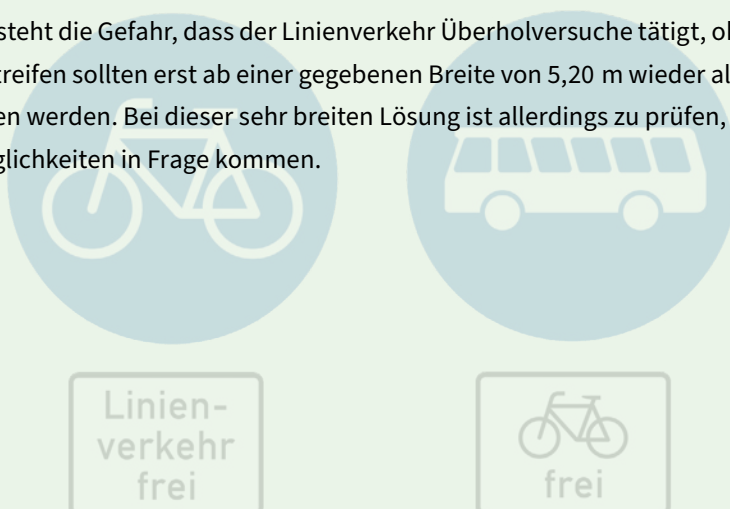 steht die Gefahr, dass der Linienverkehr Überholversuche tätigt,
treifen sollten erst ab einer gegebenen Breite von 5,20 m wieder
en werden. Bei dieser sehr breiten Lösung ist allerdings zu prüfen,
glichkeiten in Frage kommen.
Linien-
verkehr
frei
frei